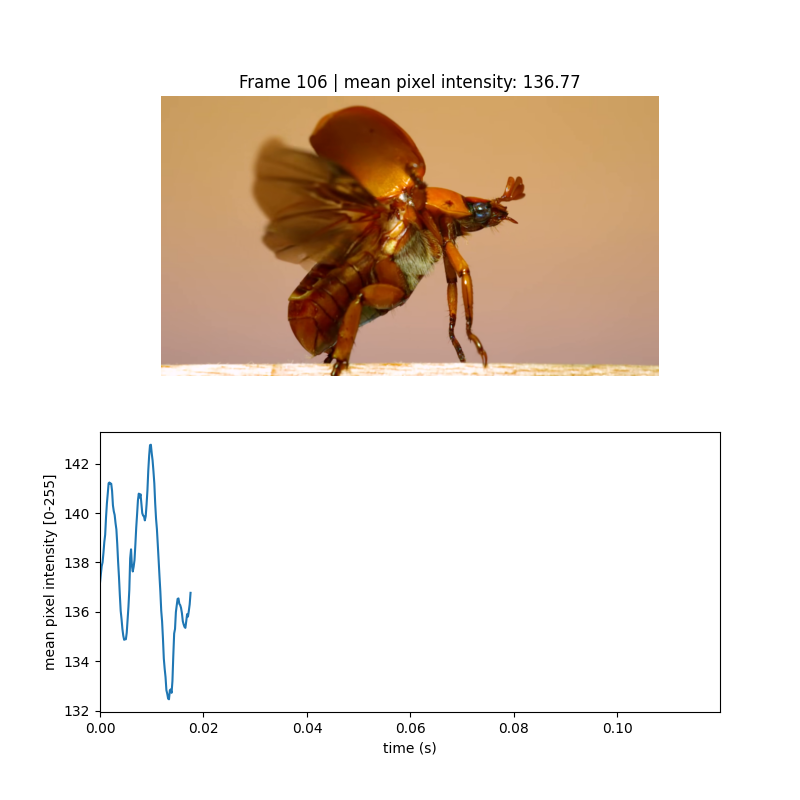 Frame 106 | mean pixel intensity: 136.77
mean pixel intensity [0-255]
142
140
138
136
134
132
0.00 0.02 0.04 0.06 0.08 0.10
time (s)